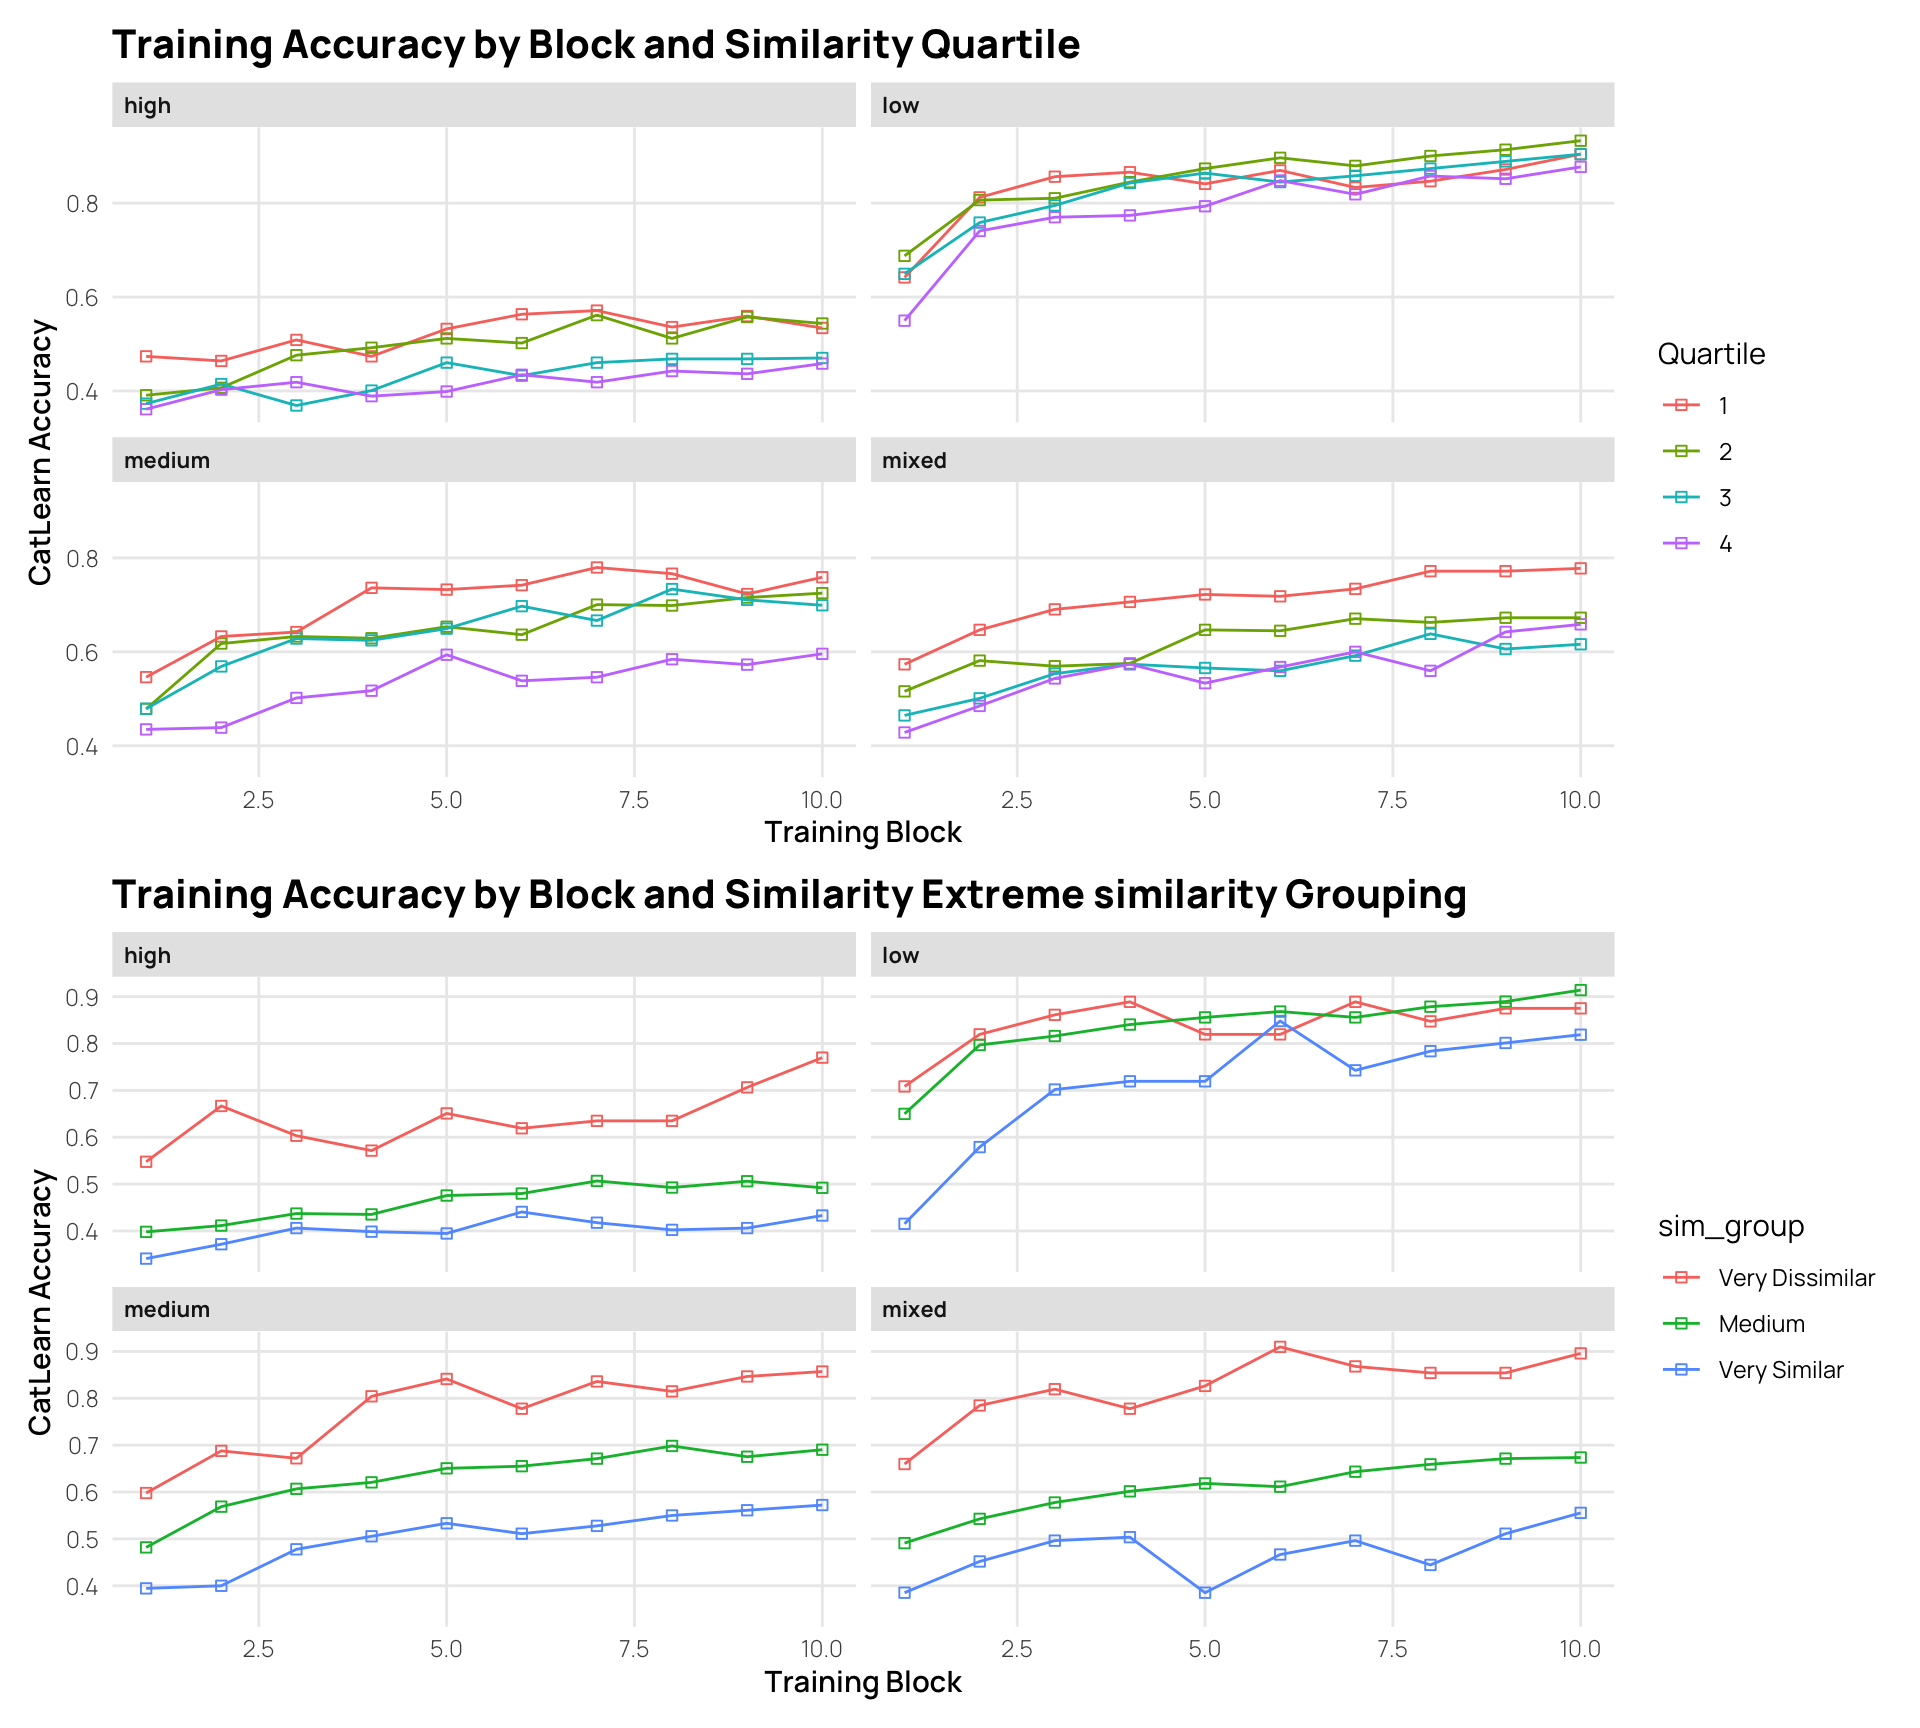 Training Accuracy by Block and Similarity Quartile
high
low
0.8
0.6
0.4
medium
mixed
0.8
0.6
0.4
2.5 5.0 7.5 10.0
2.5 5.0 7.5 10.0
CatLearn Accuracy
Training Block
Quartile
1
2
3
4
Training Accuracy by Block and Similarity Extreme similarity Grouping
high
low
0.9
0.8
0.7
0.6
0.5
0.4
medium
mixed
0.9
0.8
0.7
0.6
0.5
0.4
2.5 5.0 7.5 10.0
2.5 5.0 7.5 10.0
CatLearn Accuracy
Training Block
sim_group
Very Dissimilar
Medium
Very Similar